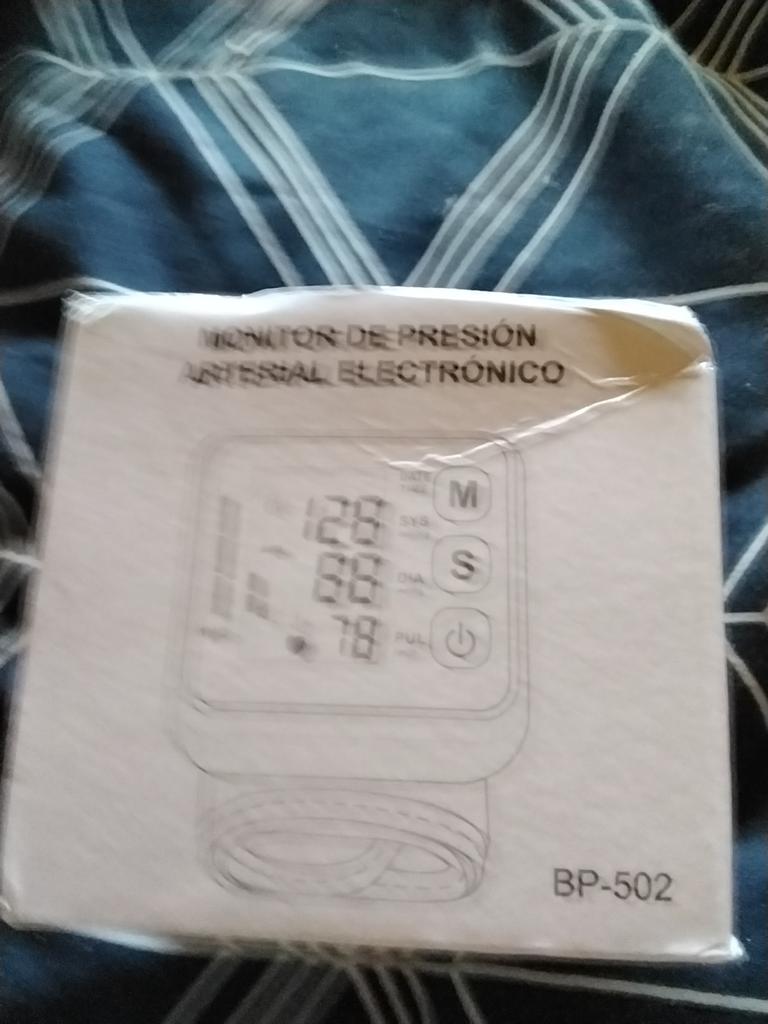 MONITOR DE PRESIÓN
ARTERIAL ELECTRÓNICO
M
128 SYS
S
88 DIA
78 PUL
BP-502